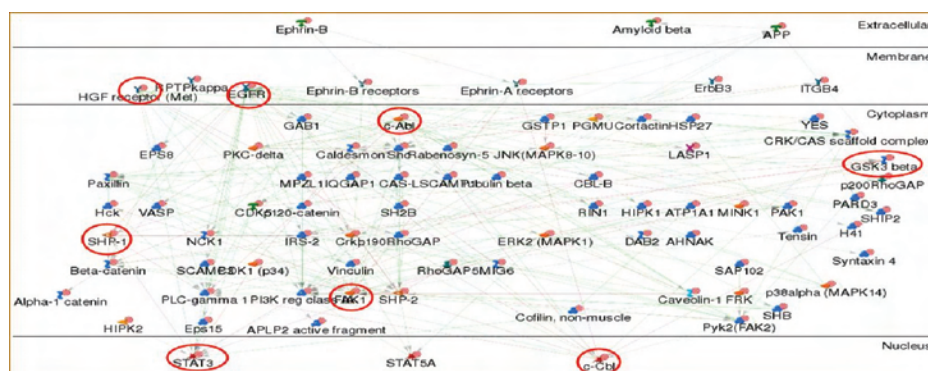 Ephrin-B Amyloid beta APP Extracellular
Membrane
RPTPkappa
HGF receptor (Met) EGFR Ephrin-B receptors Ephrin-A receptors ErbB3 ITGB4
Cytoplasm
GAB1 c-Abl GSTP1 PGMU Cortactin HSP27 YES
CRK/CAS scaffold complex
EPS8 PKC-delta Caldesmon Shd Rabenosyn-5 JNK(MAPK8-10) LASP1
GSK3 beta
Paxillin MPZL1 IQGAP1 CAS-L SCAMP1 Tubulin beta CBL-B p200RhoGAP
PARD3
Hck VASP CDK5 p120-catenin SH2B RIN1 HIPK1 ATP1A1 MINK1 PAK1 SHIP2
H41
SHP-1 NCK1 IRS-2 Crk p190RhoGAP ERK2 (MAPK1) DAB2 AHNAK Tensin
Syntaxin 4
Beta-catenin SCAMP3 CDK1 (p34) Vinculin RhoGAP5 MIG6 SAP102
Alpha-1 catenin PLC-gamma 1 PI3K reg class FAK1 SHP-2 Caveolin-1 FRK p38alpha (MAPK14)
SHB
HIPK2 Eps15 APLP2 active fragment Cofilin, non-muscle Pyk2(FAK2)
Nucleus
STAT3 STAT5A c-Cbl